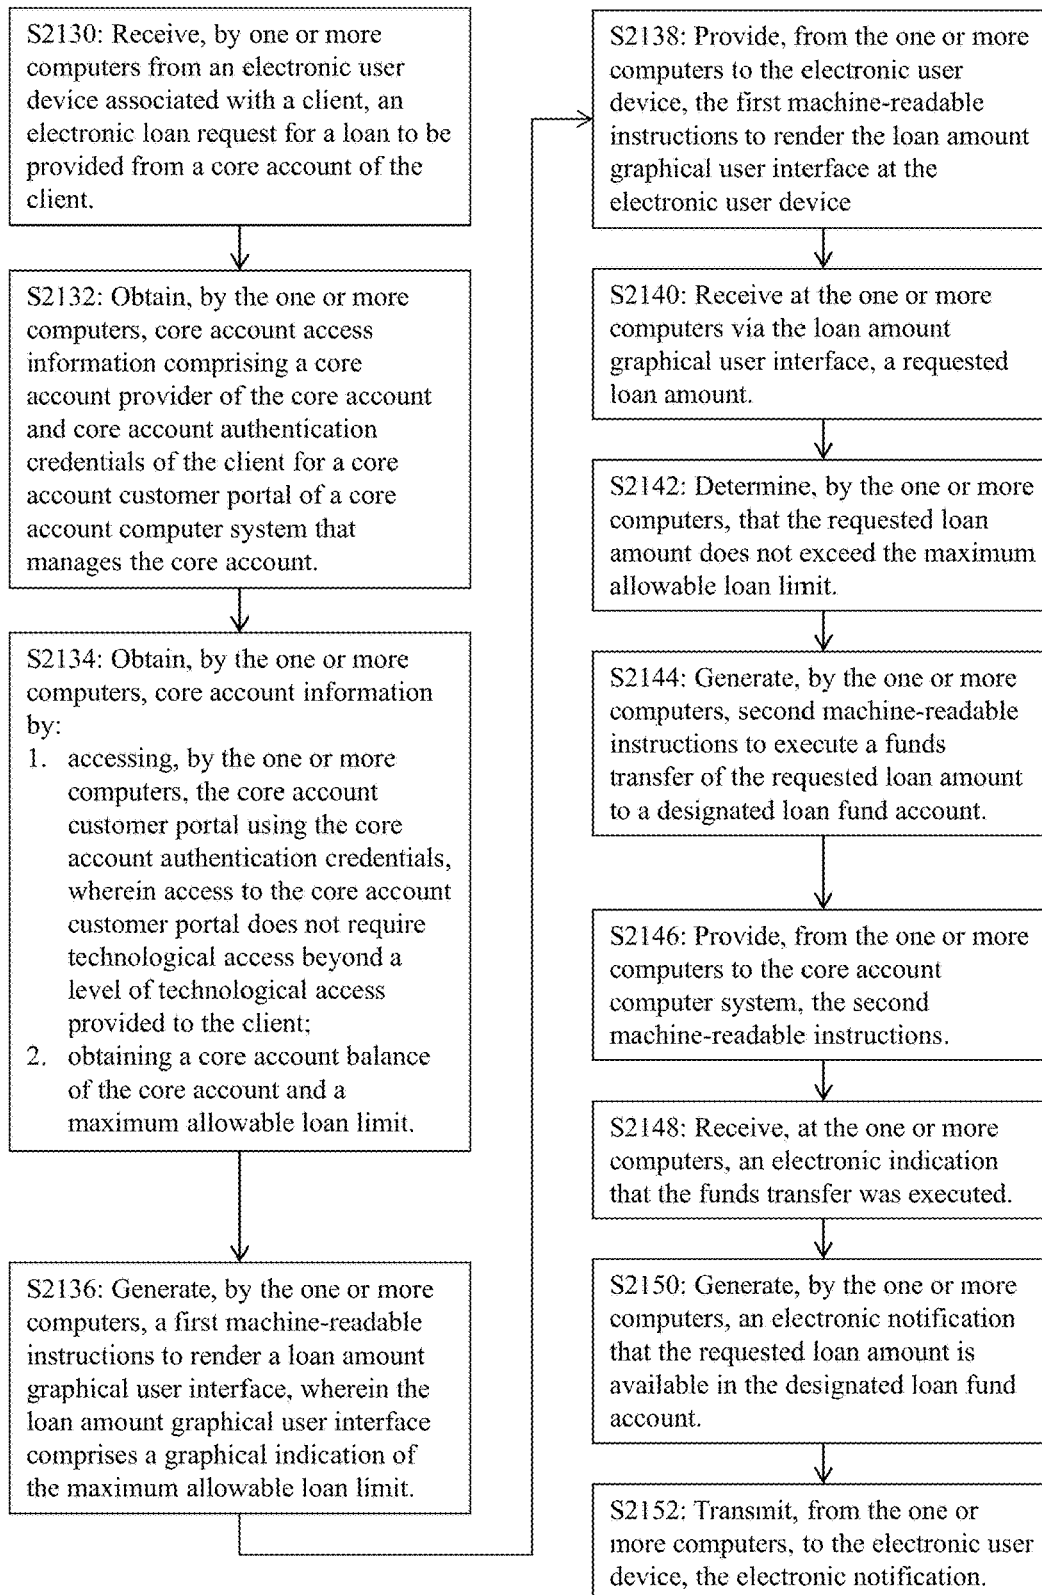 S2130: Receive, by one or more
computers from an electronic user
device associated with a client, an
electronic loan request for a loan to be
provided from a core account of the
client.
S2132: Obtain, by the one or more
computers, core account access
information comprising a core
account provider of the core account
and core account authentication
credentials of the client for a core
account customer portal of a core
account computer system that
manages the core account.
S2134: Obtain, by the one or more
computers, core account information
by:
1. accessing, by the one or more
computers, the core account
customer portal using the core
account authentication credentials,
wherein access to the core account
customer portal does not require
technological access beyond a
level of technological access
provided to the client;
2. obtaining a core account balance
of the core account and a
maximum allowable loan limit.
S2136: Generate, by the one or more
computers, a first machine-readable
instructions to render a loan amount
graphical user interface, wherein the
loan amount graphical user interface
comprises a graphical indication of
the maximum allowable loan limit.
S2138: Provide, from the one or more
computers to the electronic user
device, the first machine-readable
instructions to render the loan amount
graphical user interface at the
electronic user device
S2140: Receive at the one or more
computers via the loan amount
graphical user interface, a requested
loan amount.
S2142: Determine, by the one or more
computers, that the requested loan
amount does not exceed the maximum
allowable loan limit.
S2144: Generate, by the one or more
computers, second machine-readable
instructions to execute a funds
transfer of the requested loan amount
to a designated loan fund account.
S2146: Provide, from the one or more
computers to the core account
computer system, the second
machine-readable instructions.
S2148: Receive, at the one or more
computers, an electronic indication
that the funds transfer was executed.
S2150: Generate, by the one or more
computers, an electronic notification
that the requested loan amount is
available in the designated loan fund
account.
S2152: Transmit, from the one or
more computers, to the electronic user
device, the electronic notification.